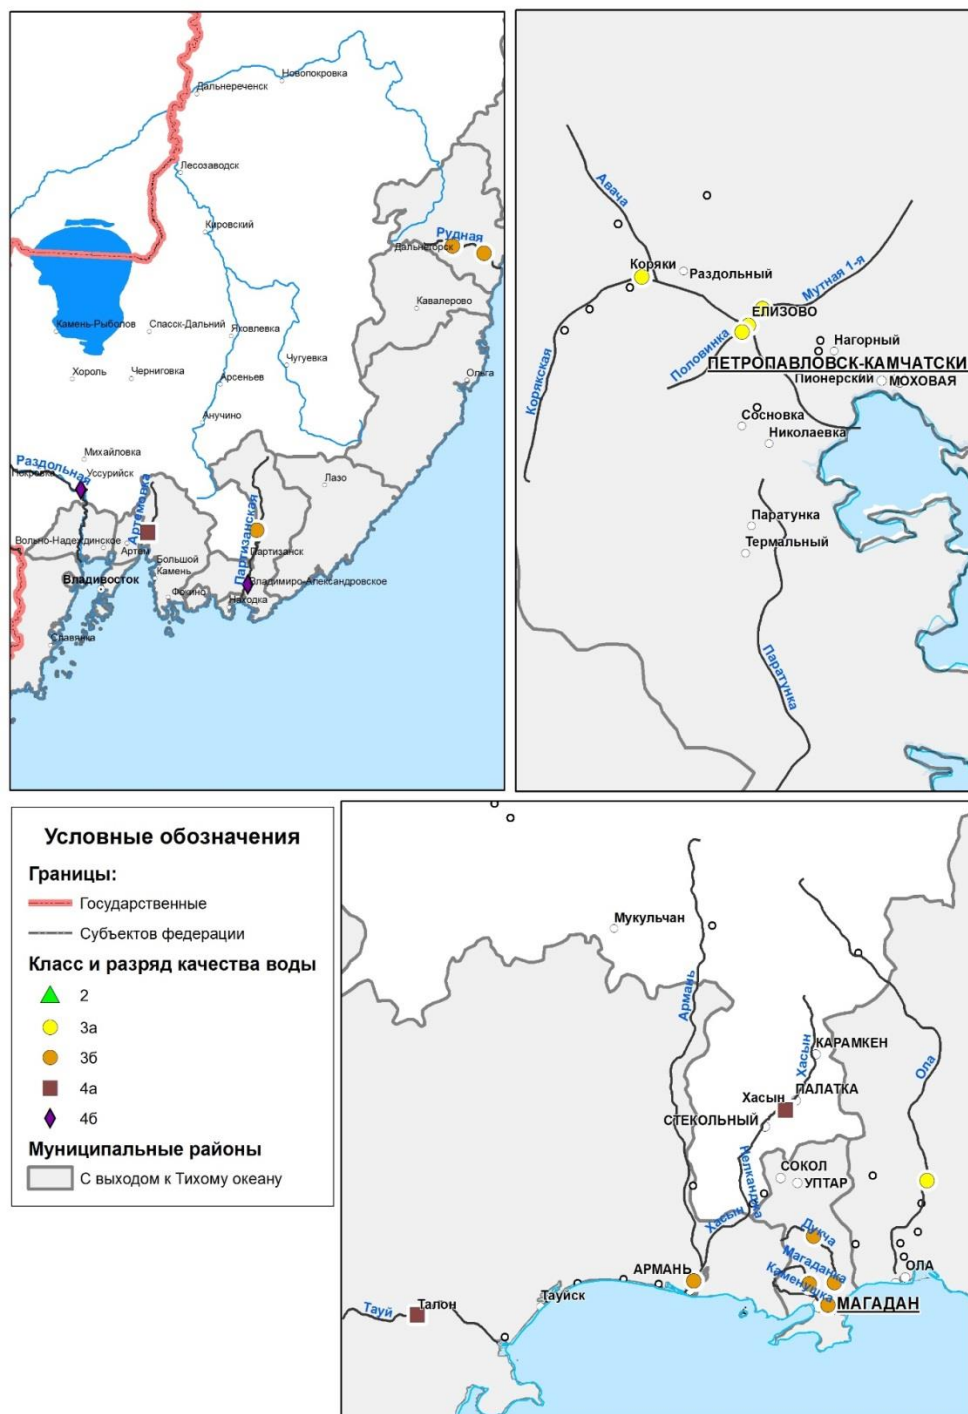 Новопокровка
Дальнереченск
Лесозаводск
Кировский
Рудная
Дальнегорск
Кавалерово
Камень-Рыболов
Спасск-Дальний
Яковлевка
Чугуевка
Хороль
Черниговка
Арсеньев
Ольга
Анучино
Михайловка
Раздольная
Покровка
Уссурийск
Лазо
Артемовка
Партизанская
Вольно-Надеждинское
Артем
Партизанск
Большой
Камень
Владивосток
Владимиро-Александровское
Фокино
Находка
Славянка
Авача
Коряки
Раздольный
Мутная 1-я
ЕЛИЗОВО
Половинка
Нагорный
ПЕТРОПАВЛОВСК-КАМЧАТСКИ
Корякская
Пионерский
МОХОВАЯ
Сосновка
Николаевка
Паратунка
Термальный
Паратунка
Условные обозначения
Границы:
Государственные
Субъектов федерации
Класс и разряд качества воды
2
3а
3б
4а
4б
Муниципальные районы
С выходом к Тихому океану
Мукульчан
Армань
Хасын
КАРАМКЕН
Ола
ПАЛАТКА
Хасын
СТЕКОЛЬНЫЙ
Нелканджа
СОКОЛ
УПТАР
Хасын
Дукча
Магаданка
Каменушка
АРМАНЬ
ОЛА
МАГАДАН
Тауйск
Тауй
Талон